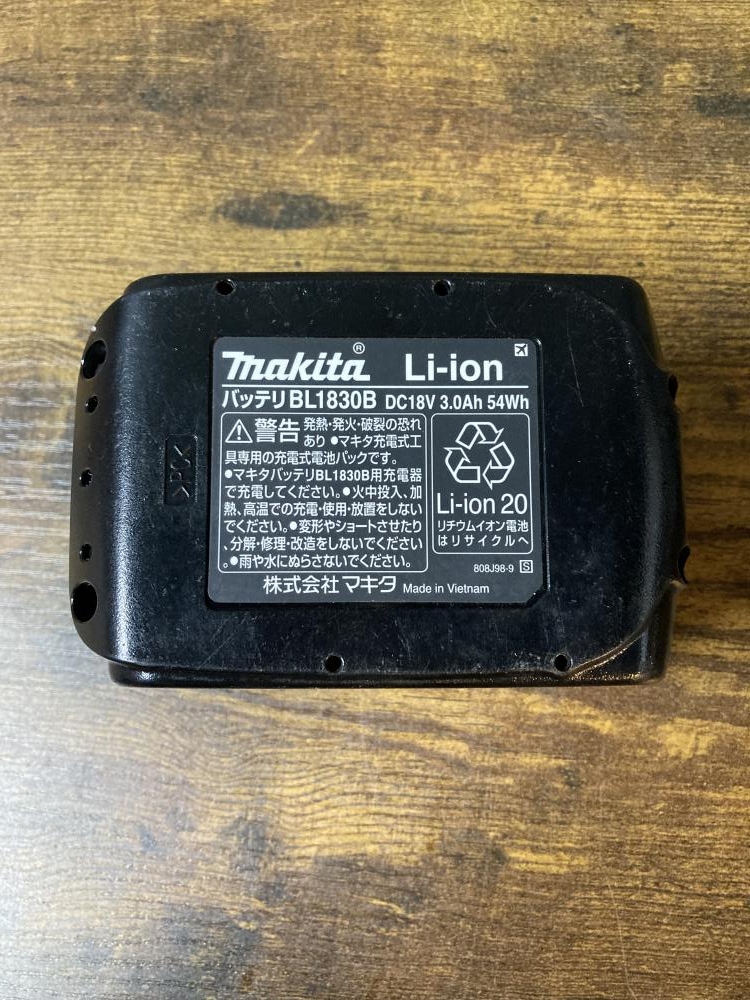 makita® Li-ion
バッテリBL1830B DC18V 3.0Ah 54Wh
警告 発熱・発火・破裂の恐れ
あり ●マキタ充電式工
具専用の充電式電池パックです。
●マキタバッテリBL1830B用充電器
で充電してください。●火中投入、加
熱、高温での充電・使用・放置をしない
でください。●変形やショートさせたり
、分解・修理・改造をしないでください
。●雨や水にぬらさないでください。
Li-ion 20
リチウムイオン電池
はリサイクルへ
808J98-9 S
株式会社マキタ Made in Vietnam
>PC<